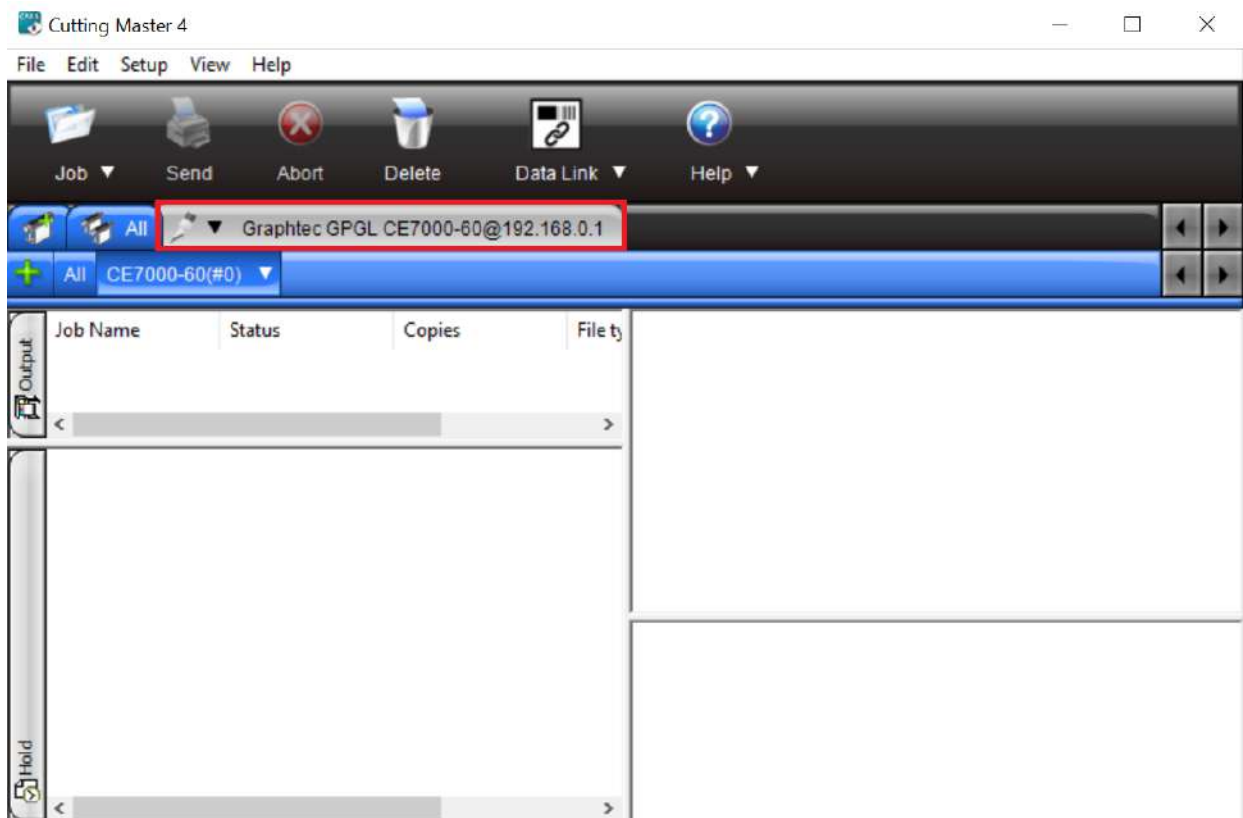 Cutting Master 4
File Edit Setup View Help
Job Send Abort Delete Data Link Help
All Graphtec GPGL CE7000-60@192.168.0.1
All CE7000-60(#0)
Output
Job Name Status Copies File ty
Hold